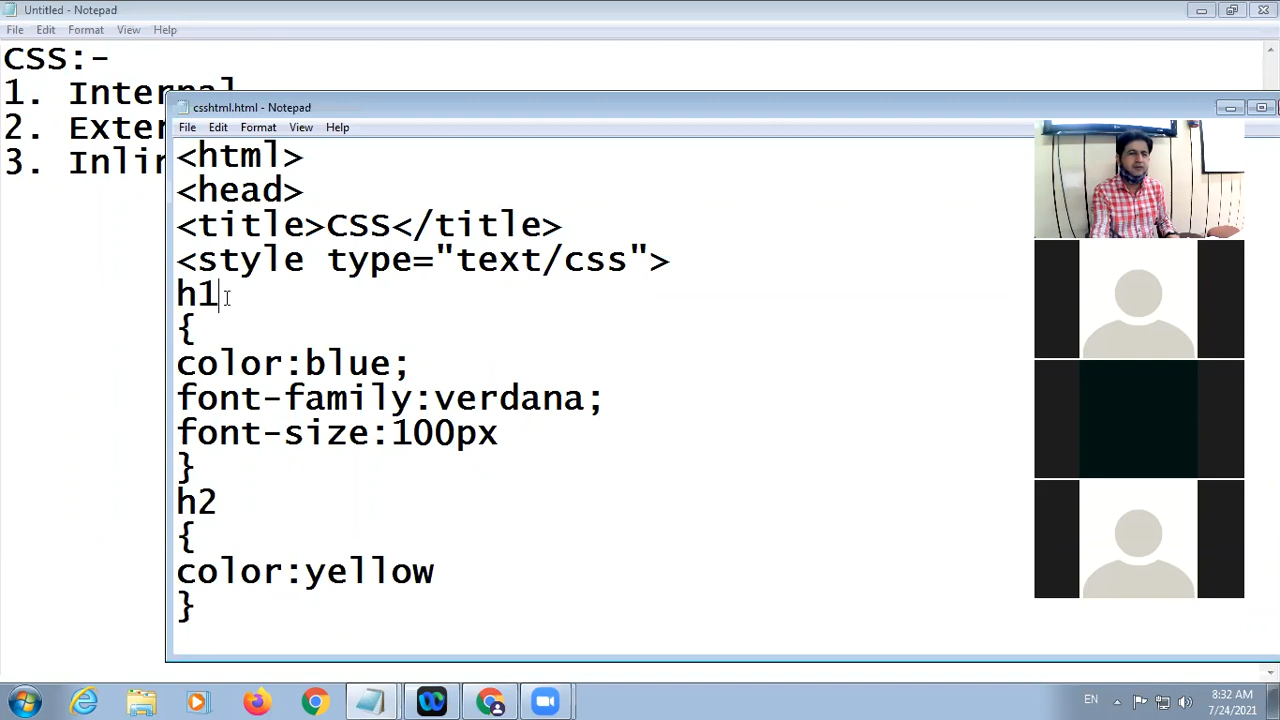 Untitled - Notepad
File Edit Format View Help
CSS:-
1. Internal
2. Exter
3. Inlin
csshtml.html - Notepad
File Edit Format View Help
<html>
<head>
<title>CSS</title>
<style type="text/css">
h1
{
color:blue;
font-family:verdana;
font-size:100px
}
h2
{
color:yellow
}
EN
8:32 AM
7/24/2021